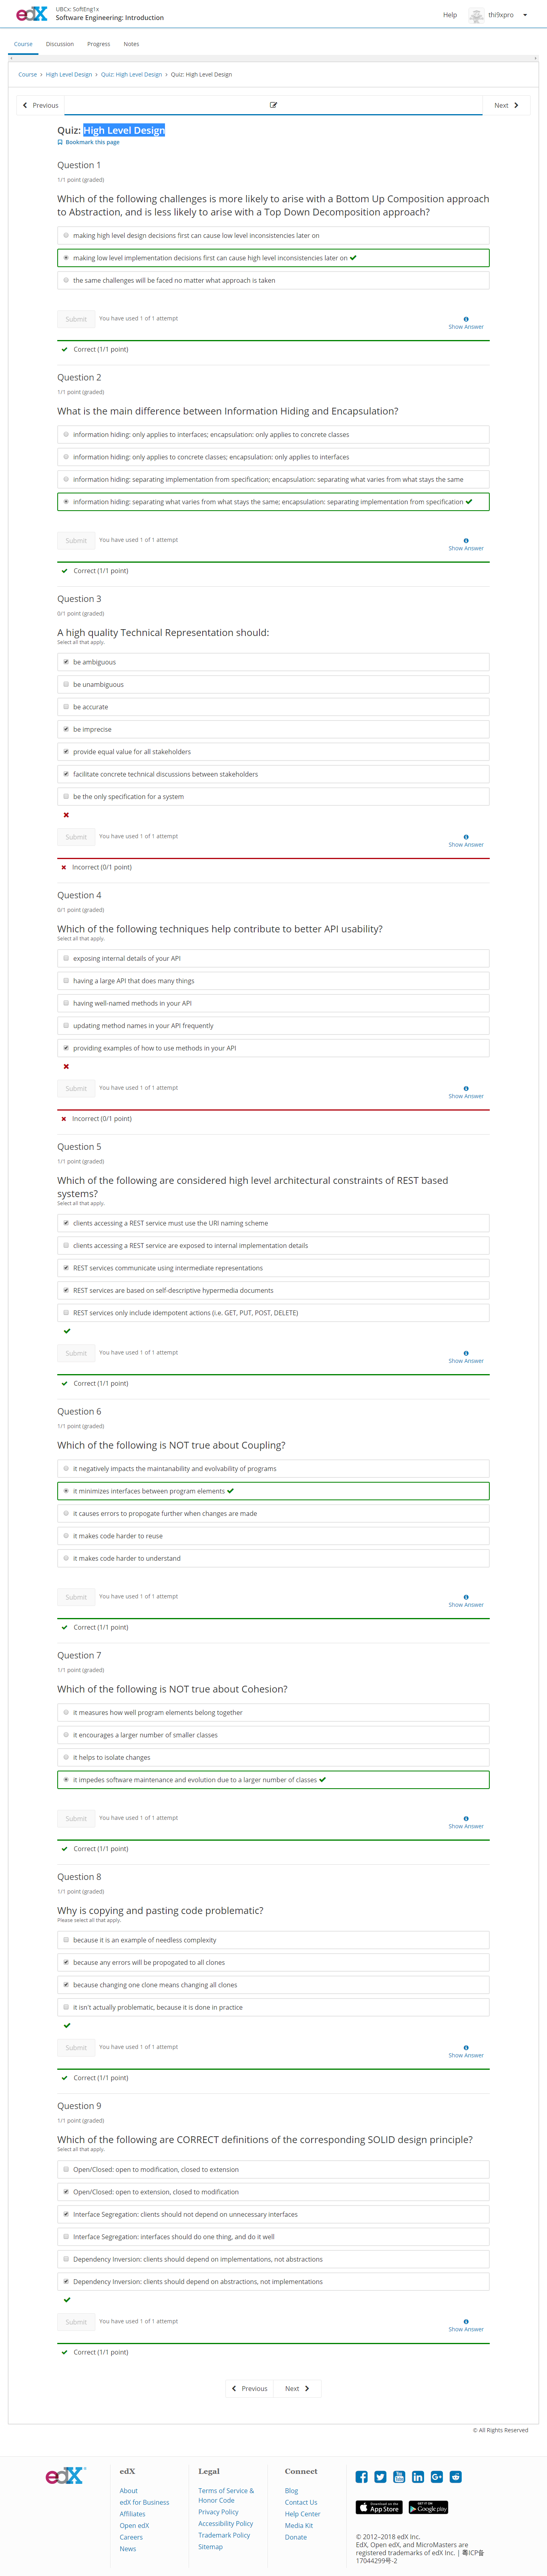 edX
UBCx: SoftEng1x
Software Engineering: Introduction
Help
thi9xpro
Course
Discussion
Progress
Notes
Course > High Level Design > Quiz: High Level Design > Quiz: High Level Design
Previous
Next
Quiz: High Level Design
Bookmark this page
Question 1
1/1 point (graded)
Which of the following challenges is more likely to arise with a Bottom Up Composition approach
to Abstraction, and is less likely to arise with a Top Down Decomposition approach?
making high level design decisions first can cause low level inconsistencies later on
making low level implementation decisions first can cause high level inconsistencies later on
the same challenges will be faced no matter what approach is taken
Submit
You have used 1 of 1 attempt
Show Answer
Correct (1/1 point)
Question 2
1/1 point (graded)
What is the main difference between Information Hiding and Encapsulation?
information hiding: only applies to interfaces; encapsulation: only applies to concrete classes
information hiding: only applies to concrete classes; encapsulation: only applies to interfaces
information hiding: separating implementation from specification; encapsulation: separating what varies from what stays the same
information hiding: separating what varies from what stays the same; encapsulation: separating implementation from specification
Submit
You have used 1 of 1 attempt
Show Answer
Correct (1/1 point)
Question 3
0/1 point (graded)
A high quality Technical Representation should:
Select all that apply.
be ambiguous
be unambiguous
be accurate
be imprecise
provide equal value for all stakeholders
facilitate concrete technical discussions between stakeholders
be the only specification for a system
Submit
You have used 1 of 1 attempt
Show Answer
Incorrect (0/1 point)
Question 4
0/1 point (graded)
Which of the following techniques help contribute to better API usability?
Select all that apply.
exposing internal details of your API
having a large API that does many things
having well-named methods in your API
updating method names in your API frequently
providing examples of how to use methods in your API
Submit
You have used 1 of 1 attempt
Show Answer
Incorrect (0/1 point)
Question 5
1/1 point (graded)
Which of the following are considered high level architectural constraints of REST based
systems?
Select all that apply.
clients accessing a REST service must use the URI naming scheme
clients accessing a REST service are exposed to internal implementation details
REST services communicate using intermediate representations
REST services are based on self-descriptive hypermedia documents
REST services only include idempotent actions (i.e. GET, PUT, POST, DELETE)
Submit
You have used 1 of 1 attempt
Show Answer
Correct (1/1 point)
Question 6
1/1 point (graded)
Which of the following is NOT true about Coupling?
it negatively impacts the maintanability and evolvability of programs
it minimizes interfaces between program elements
it causes errors to propogate further when changes are made
it makes code harder to reuse
it makes code harder to understand
Submit
You have used 1 of 1 attempt
Show Answer
Correct (1/1 point)
Question 7
1/1 point (graded)
Which of the following is NOT true about Cohesion?
it measures how well program elements belong together
it encourages a larger number of smaller classes
it helps to isolate changes
it impedes software maintenance and evolution due to a larger number of classes
Submit
You have used 1 of 1 attempt
Show Answer
Correct (1/1 point)
Question 8
1/1 point (graded)
Why is copying and pasting code problematic?
Please select all that apply.
because it is an example of needless complexity
because any errors will be propogated to all clones
because changing one clone means changing all clones
it isn't actually problematic, because it is done in practice
Submit
You have used 1 of 1 attempt
Show Answer
Correct (1/1 point)
Question 9
1/1 point (graded)
Which of the following are CORRECT definitions of the corresponding SOLID design principle?
Select all that apply.
Open/Closed: open to modification, closed to extension
Open/Closed: open to extension, closed to modification
Interface Segregation: clients should not depend on unnecessary interfaces
Interface Segregation: interfaces should do one thing, and do it well
Dependency Inversion: clients should depend on implementations, not abstractions
Dependency Inversion: clients should depend on abstractions, not implementations
Submit
You have used 1 of 1 attempt
Show Answer
Correct (1/1 point)
Previous
Next
© All Rights Reserved
edX
edX
About
edX for Business
Affiliates
Open edX
Careers
News
Legal
Terms of Service &
Honor Code
Privacy Policy
Accessibility Policy
Trademark Policy
Sitemap
Connect
Blog
Contact Us
Help Center
Media Kit
Donate
Download on the
App Store
GET IT ON
Google play
© 2012–2018 edX Inc.
EdX, Open edX, and MicroMasters are
registered trademarks of edX Inc. | 粤ICP备
17044299号-2